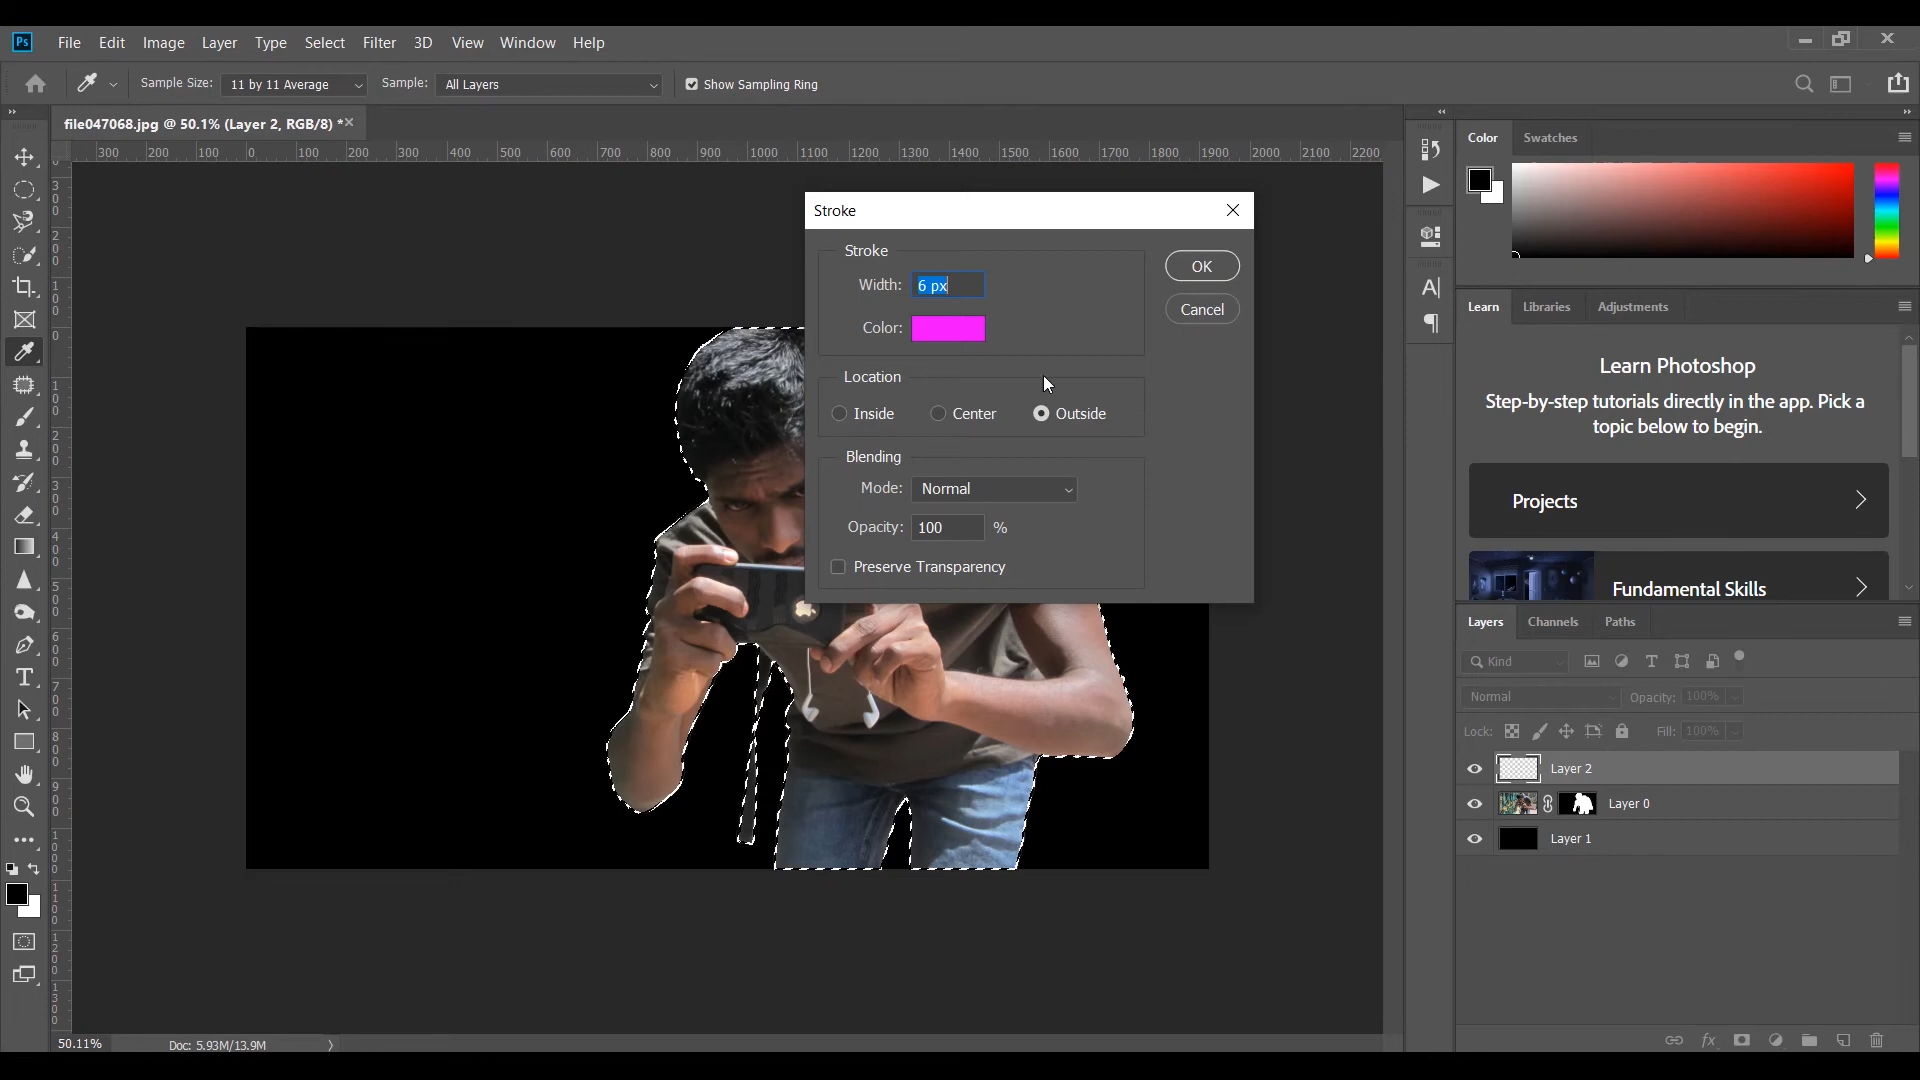 Ps File Edit Image Layer Type Select Filter 3D View Window Help
Sample Size: 11 by 11 Average Sample: All Layers Show Sampling Ring
file047068.jpg @ 50.1% (Layer 2, RGB/8) *
300 200 100 0 100 200 300 400 500 600 700 800 900 1000 1100 1200 1300 1400 1500 1600 1700 1800 1900 2000 2100 2200
Stroke
Stroke
Width: 6 px
Color:
OK
Cancel
Location
Inside Center Outside
Blending
Mode: Normal
Opacity: 100 %
Preserve Transparency
Color Swatches
Learn Libraries Adjustments
Learn Photoshop
Step-by-step tutorials directly in the app. Pick a
topic below to begin.
Projects
Fundamental Skills
Layers Channels Paths
Kind
Normal Opacity: 100%
Lock: Fill: 100%
Layer 2
Layer 0
Layer 1
fx
50.11% Doc: 5.93M/13.9M